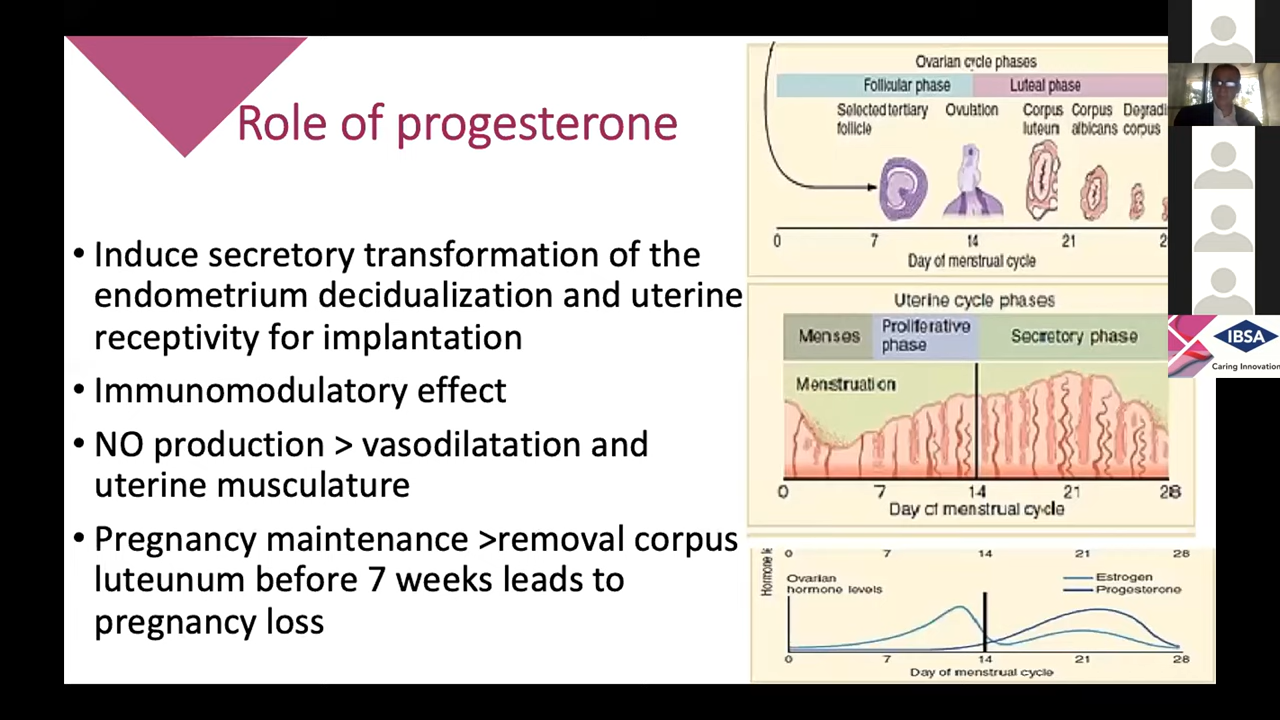 Role of progesterone
• Induce secretory transformation of the
endometrium decidualization and uterine
receptivity for implantation
• Immunomodulatory effect
• NO production > vasodilatation and
uterine musculature
• Pregnancy maintenance >removal corpus
luteunum before 7 weeks leads to
pregnancy loss
Ovarian cycle phases
Follicular phase Luteal phase
Selected tertiary Ovulation Corpus Corpus Degradi
follicle luteum albicans corpus
0 7 14 21 2
Day of menstrual cycle
Uterine cycle phases
Menses Proliferative Secretory phase
phase
Menstruation
0 7 14 21 28
Day of menstrual cycle
0 7 14 21 28
Hormone le
Ovarian Estrogen
hormone levels Progesterone
0 7 14 21 28
Day of menstrual cycle
IBSA
Caring Innovation